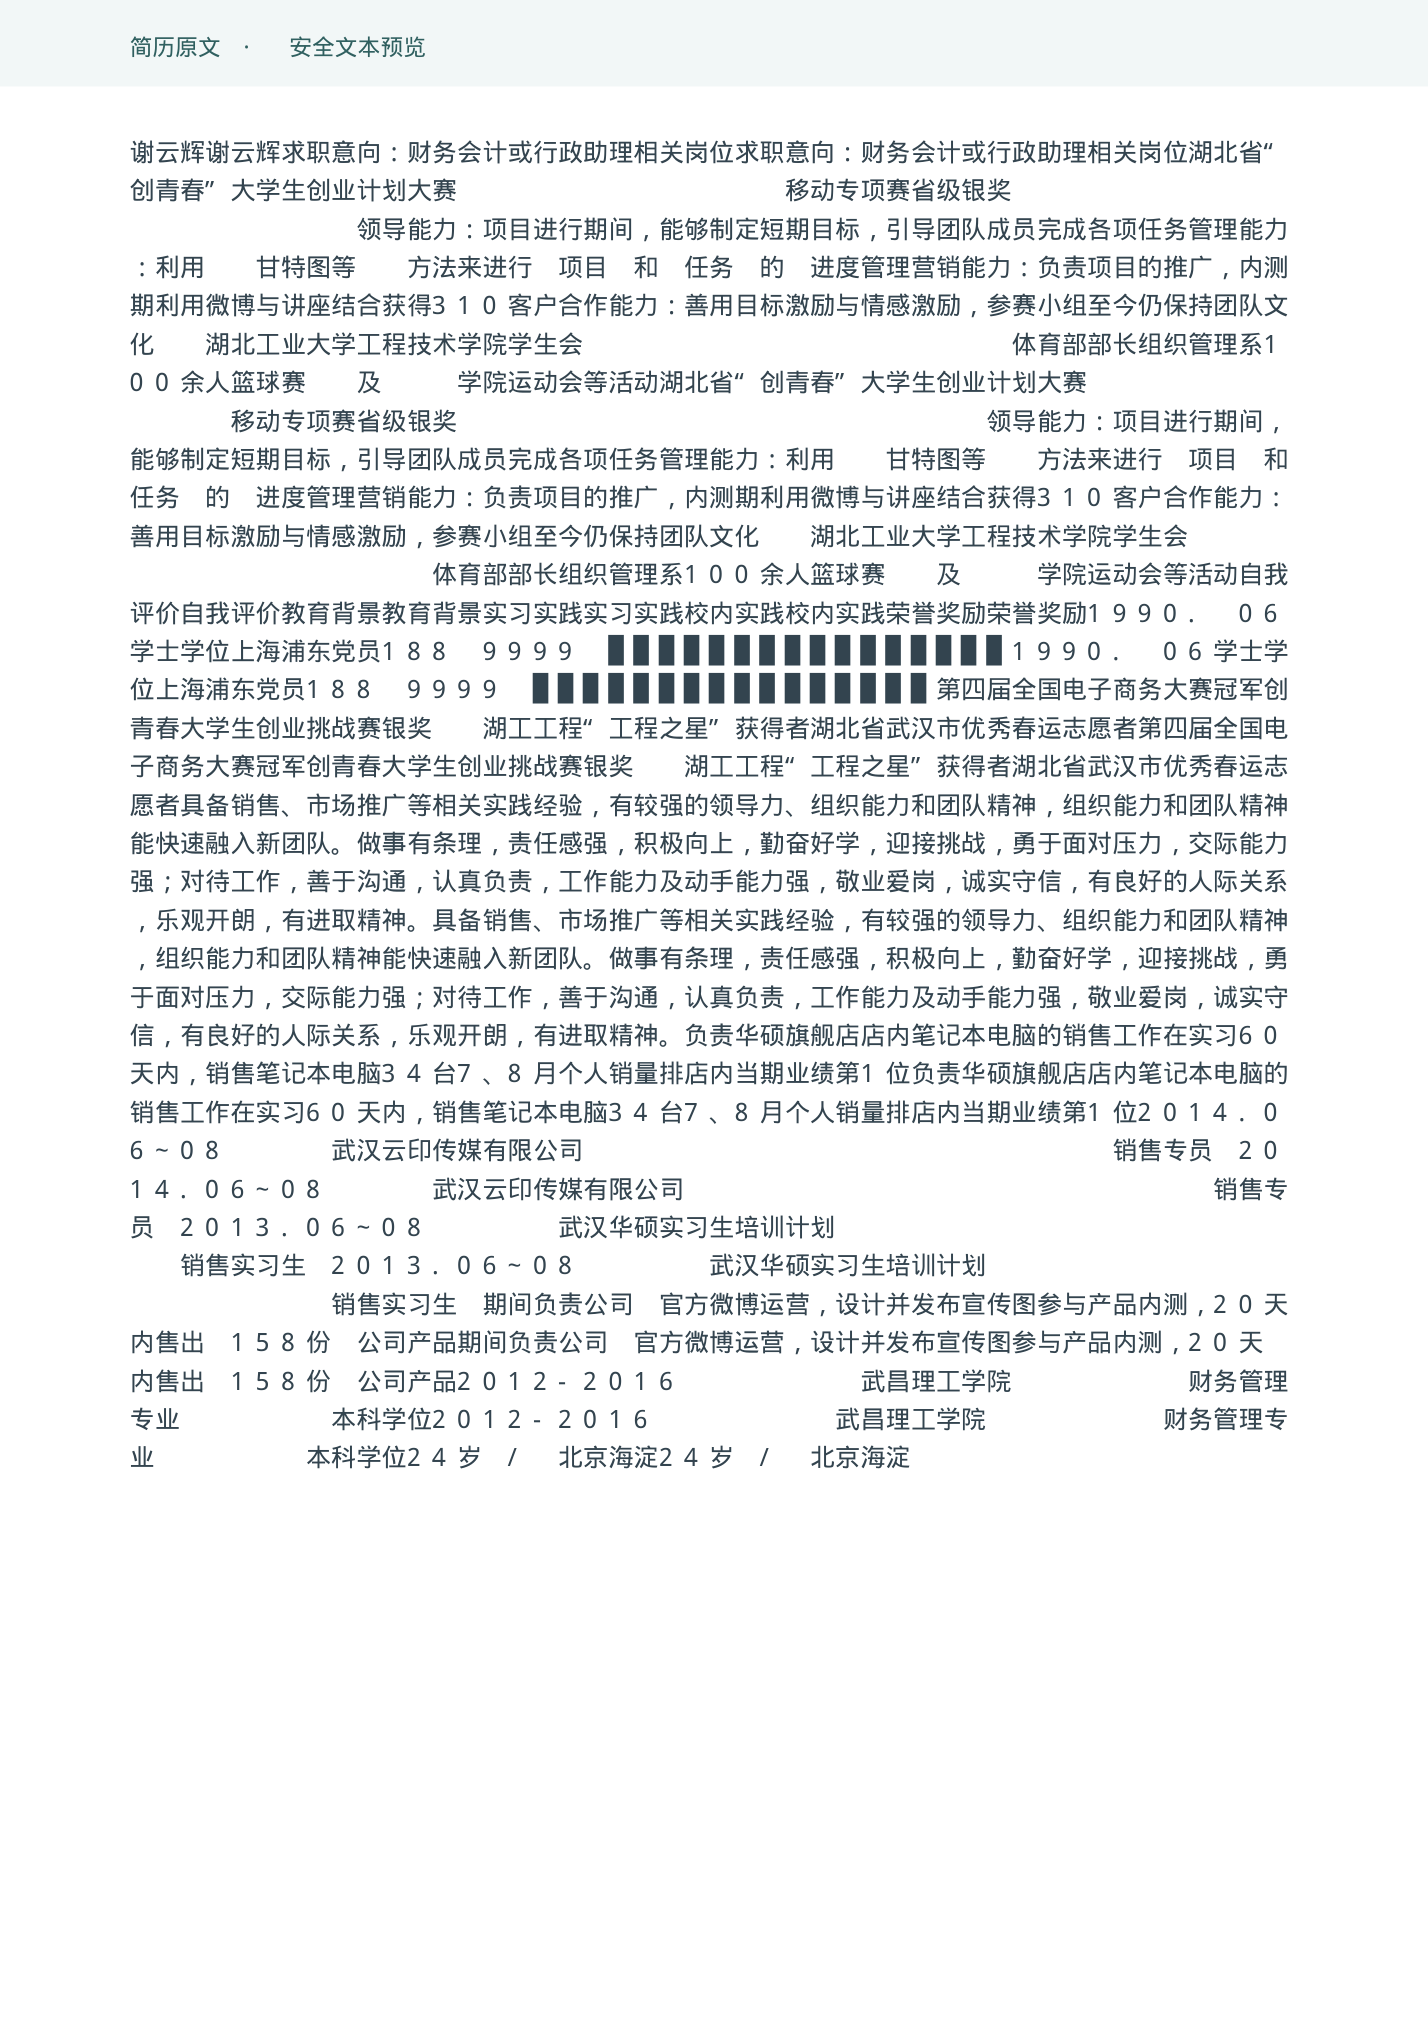 简历原文 · 安全文本预览
谢云辉谢云辉求职意向：财务会计或行政助理相关岗位求职意向：财务会计或行政助理相关岗位湖北省“
创青春” 大学生创业计划大赛 移动专项赛省级银奖
领导能力：项目进行期间，能够制定短期目标，引导团队成员完成各项任务管理能力
：利用 甘特图等 方法来进行 项目 和 任务 的 进度管理营销能力：负责项目的推广，内测
期利用微博与讲座结合获得310客户合作能力：善用目标激励与情感激励，参赛小组至今仍保持团队文
化 湖北工业大学工程技术学院学生会 体育部部长组织管理系1
00余人篮球赛 及 学院运动会等活动湖北省“ 创青春” 大学生创业计划大赛
移动专项赛省级银奖 领导能力：项目进行期间，
能够制定短期目标，引导团队成员完成各项任务管理能力：利用 甘特图等 方法来进行 项目 和
任务 的 进度管理营销能力：负责项目的推广，内测期利用微博与讲座结合获得310客户合作能力：
善用目标激励与情感激励，参赛小组至今仍保持团队文化 湖北工业大学工程技术学院学生会
体育部部长组织管理系100余人篮球赛 及 学院运动会等活动自我
评价自我评价教育背景教育背景实习实践实习实践校内实践校内实践荣誉奖励荣誉奖励1990. 06
学士学位上海浦东党员188 9999 ████████████████1990. 06学士学
位上海浦东党员188 9999 ████████████████第四届全国电子商务大赛冠军创
青春大学生创业挑战赛银奖 湖工工程“ 工程之星” 获得者湖北省武汉市优秀春运志愿者第四届全国电
子商务大赛冠军创青春大学生创业挑战赛银奖 湖工工程“ 工程之星” 获得者湖北省武汉市优秀春运志
愿者具备销售、市场推广等相关实践经验，有较强的领导力、组织能力和团队精神，组织能力和团队精神
能快速融入新团队。做事有条理，责任感强，积极向上，勤奋好学，迎接挑战，勇于面对压力，交际能力
强；对待工作，善于沟通，认真负责，工作能力及动手能力强，敬业爱岗，诚实守信，有良好的人际关系
，乐观开朗，有进取精神。具备销售、市场推广等相关实践经验，有较强的领导力、组织能力和团队精神
，组织能力和团队精神能快速融入新团队。做事有条理，责任感强，积极向上，勤奋好学，迎接挑战，勇
于面对压力，交际能力强；对待工作，善于沟通，认真负责，工作能力及动手能力强，敬业爱岗，诚实守
信，有良好的人际关系，乐观开朗，有进取精神。负责华硕旗舰店店内笔记本电脑的销售工作在实习60
天内，销售笔记本电脑34台7、8月个人销量排店内当期业绩第1位负责华硕旗舰店店内笔记本电脑的
销售工作在实习60天内，销售笔记本电脑34台7、8月个人销量排店内当期业绩第1位2014.0
6~08 武汉云印传媒有限公司 销售专员 20
14.06~08 武汉云印传媒有限公司 销售专
员 2013.06~08 武汉华硕实习生培训计划
销售实习生 2013.06~08 武汉华硕实习生培训计划
销售实习生 期间负责公司 官方微博运营，设计并发布宣传图参与产品内测，20天
内售出 158份 公司产品期间负责公司 官方微博运营，设计并发布宣传图参与产品内测，20天
内售出 158份 公司产品2012-2016 武昌理工学院 财务管理
专业 本科学位2012-2016 武昌理工学院 财务管理专
业 本科学位24岁 / 北京海淀24岁 / 北京海淀